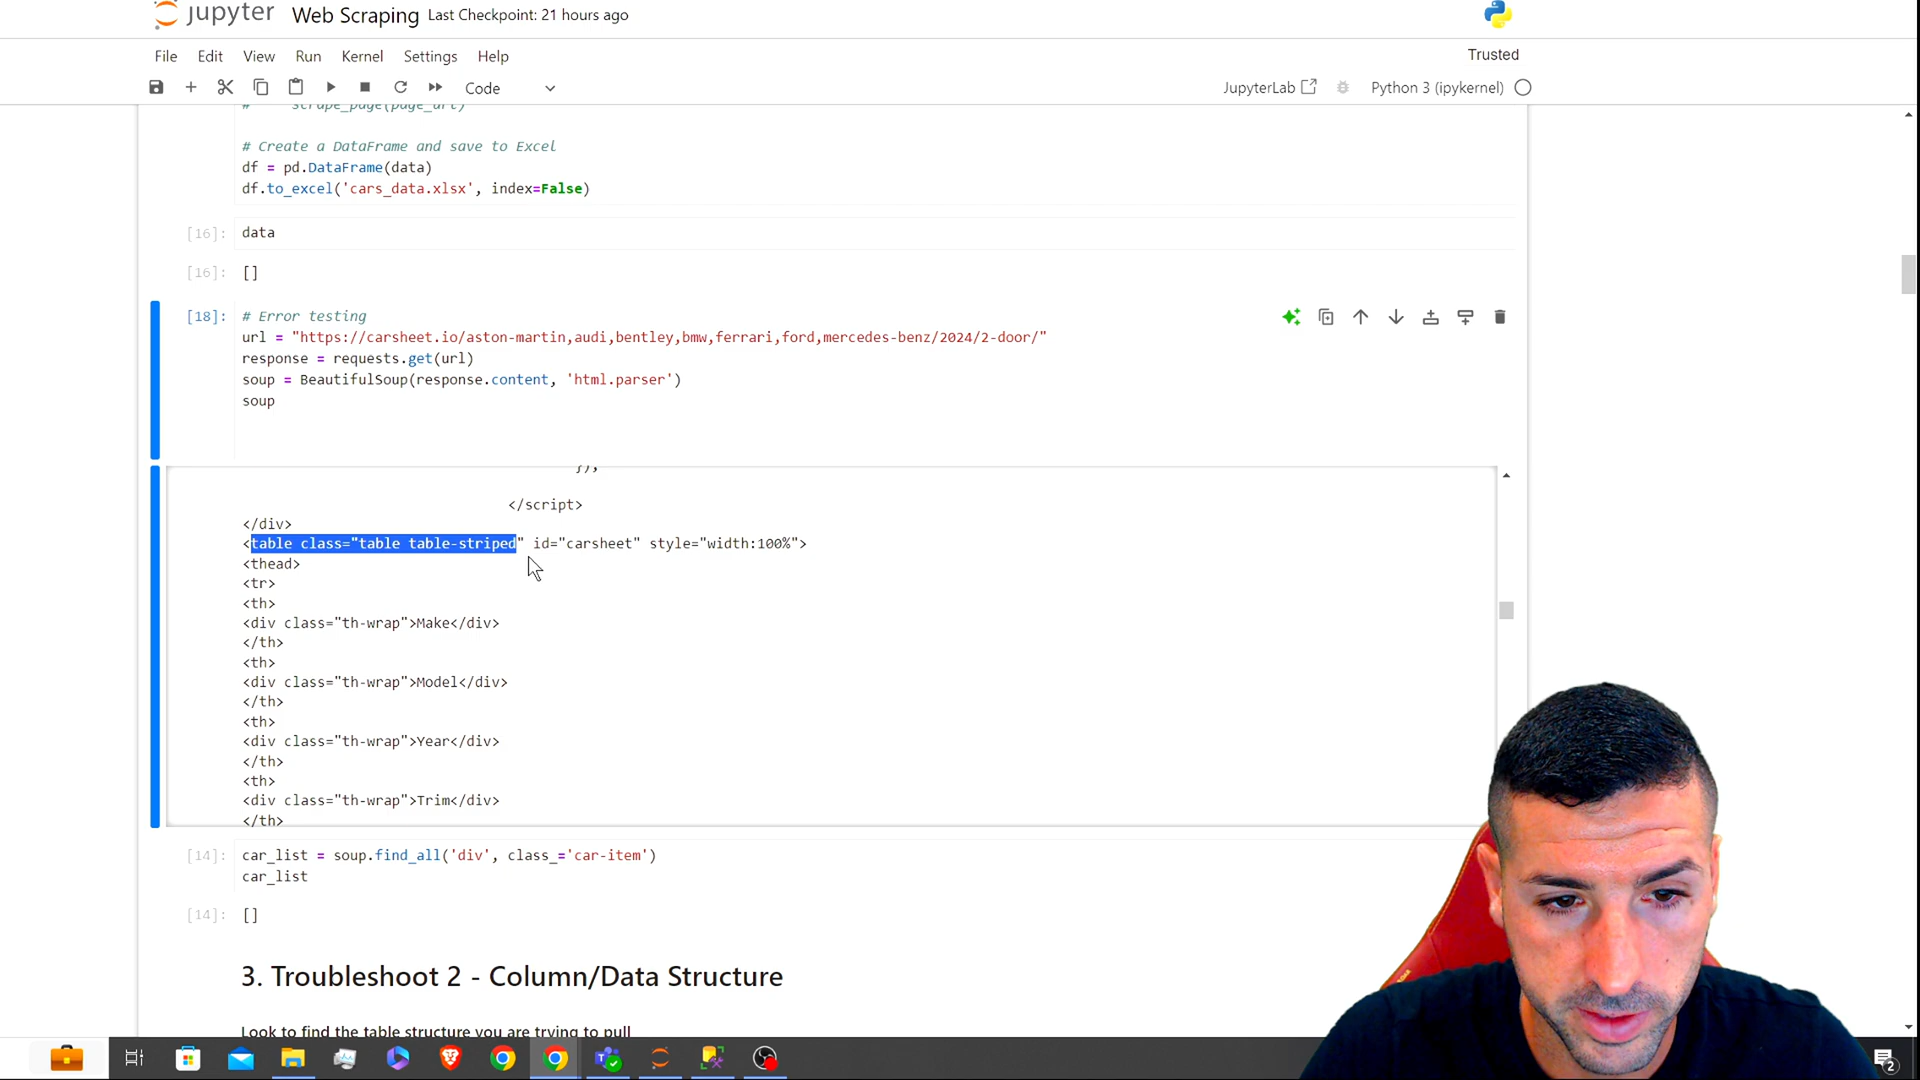 jupyter Web Scraping Last Checkpoint: 21 hours ago
File Edit View Run Kernel Settings Help Trusted
Code JupyterLab Python 3 (ipykernel)
# scrape_page(page_url)
# Create a DataFrame and save to Excel
df = pd.DataFrame(data)
df.to_excel('cars_data.xlsx', index=False)
[16]: data
[16]: []
[18]: # Error testing
url = "https://carsheet.io/aston-martin,audi,bentley,bmw,ferrari,ford,mercedes-benz/2024/2-door/"
response = requests.get(url)
soup = BeautifulSoup(response.content, 'html.parser')
soup
});
</script>
</div>
<table class="table table-striped" id="carsheet" style="width:100%">
<thead>
<tr>
<th>
<div class="th-wrap">Make</div>
</th>
<th>
<div class="th-wrap">Model</div>
</th>
<th>
<div class="th-wrap">Year</div>
</th>
<th>
<div class="th-wrap">Trim</div>
</th>
[14]: car_list = soup.find_all('div', class_='car-item')
car_list
[14]: []
3. Troubleshoot 2 - Column/Data Structure
Look to find the table structure you are trying to pull
2